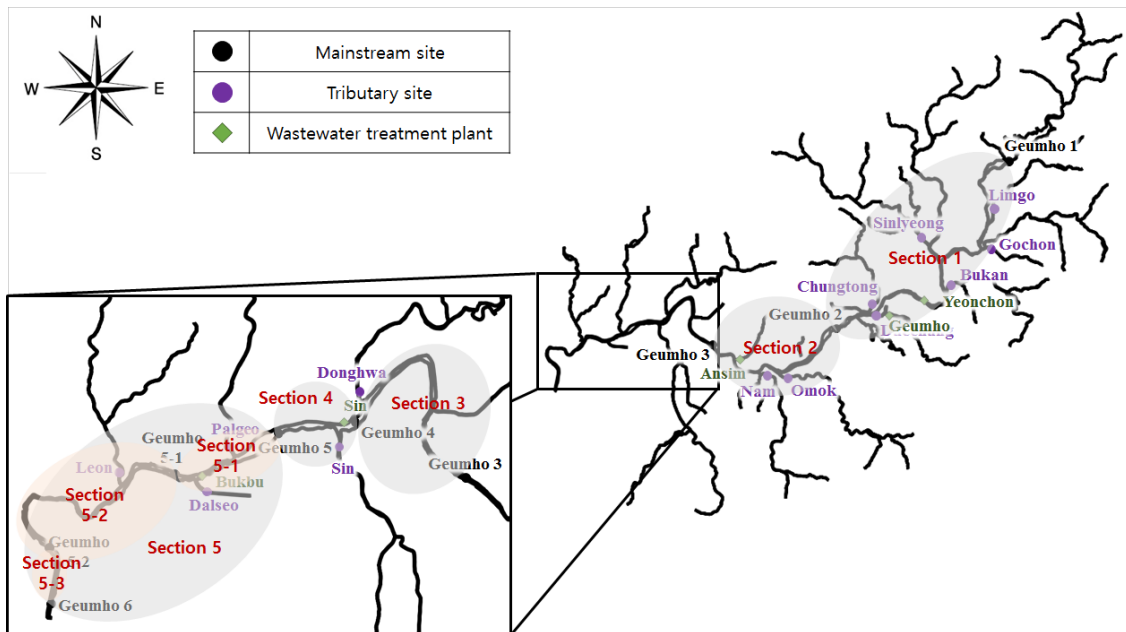 N
W
E
S
Mainstream site
Tributary site
Wastewater treatment plant
Geumho 1
Limgo
Sinlyeong
Gochon
Section 1
Bukan
Chungtong
Yeonchon
Geumho 2
Geumho
Geumho 3
Section 2
Ansim
Nam
Omok
Donghwa
Section 4
Sin
Section 3
Palgeo
Geumho 4
Geumho
5-1
Section
5-1
Geumho 5
Sin
Geumho 3
Leon
Bukbu
Section
5-2
Dalseo
Geumho
5-2
Section 5
Section
5-3
Geumho 6